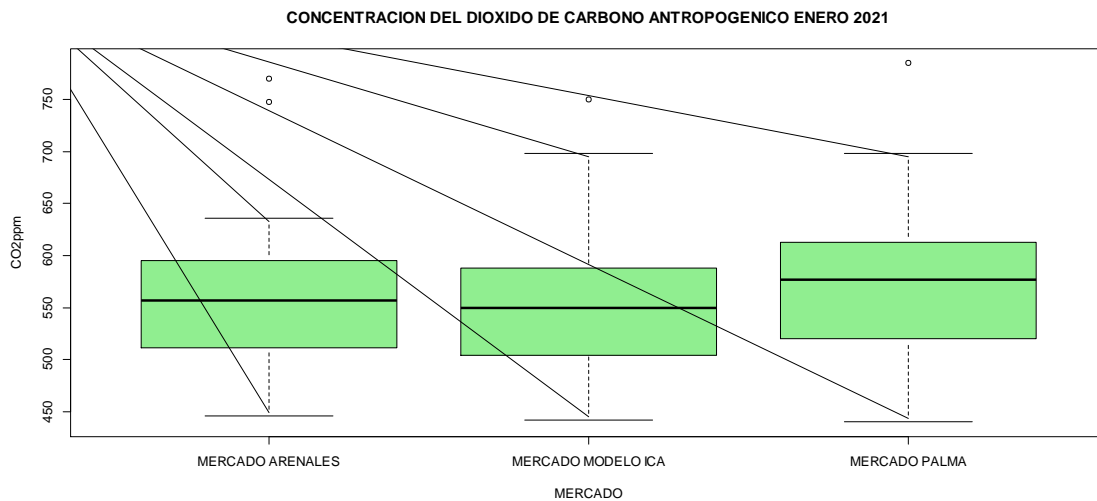 CONCENTRACION DEL DIOXIDO DE CARBONO ANTROPOGENICO ENERO 2021
CO2ppm
750
700
650
600
550
500
450
MERCADO ARENALES MERCADO MODELO ICA MERCADO PALMA
MERCADO